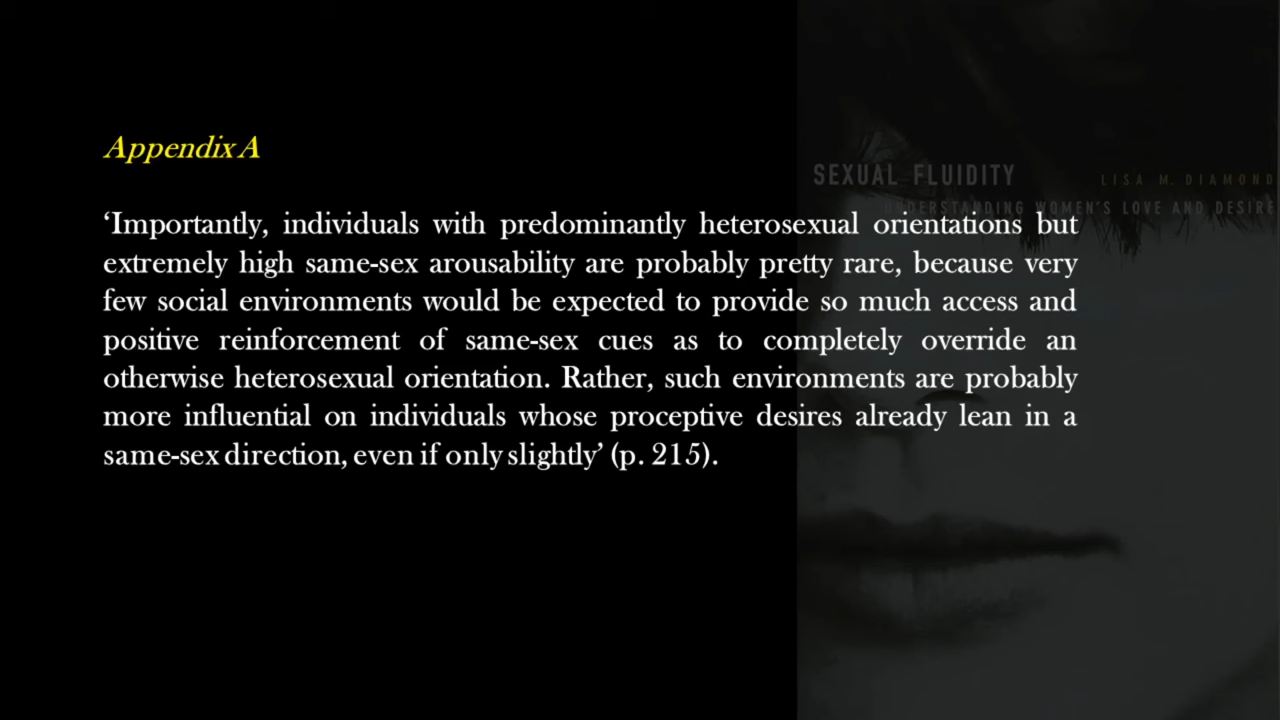 Appendix A
SEXUAL FLUIDITY
LISA M. DIAMOND
UNDERSTANDING WOMEN'S LOVE AND DESIRE
‘Importantly, individuals with predominantly heterosexual orientations but
extremely high same-sex arousability are probably pretty rare, because very
few social environments would be expected to provide so much access and
positive reinforcement of same-sex cues as to completely override an
otherwise heterosexual orientation. Rather, such environments are probably
more influential on individuals whose proceptive desires already lean in a
same-sex direction, even if only slightly’ (p. 215).